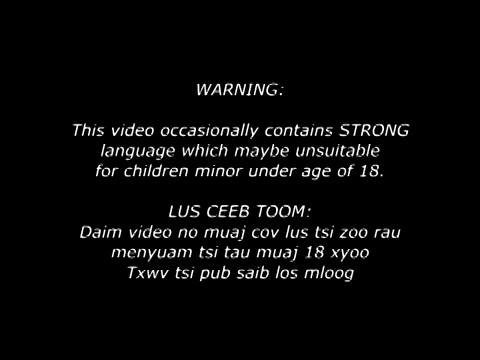 WARNING:
This video occasionally contains STRONG
language which maybe unsuitable
for children minor under age of 18.
LUS CEEB TOOM:
Daim video no muaj cov lus tsi zoo rau
menyuam tsi tau muaj 18 xyoo
Txwv tsi pub saib los mloog